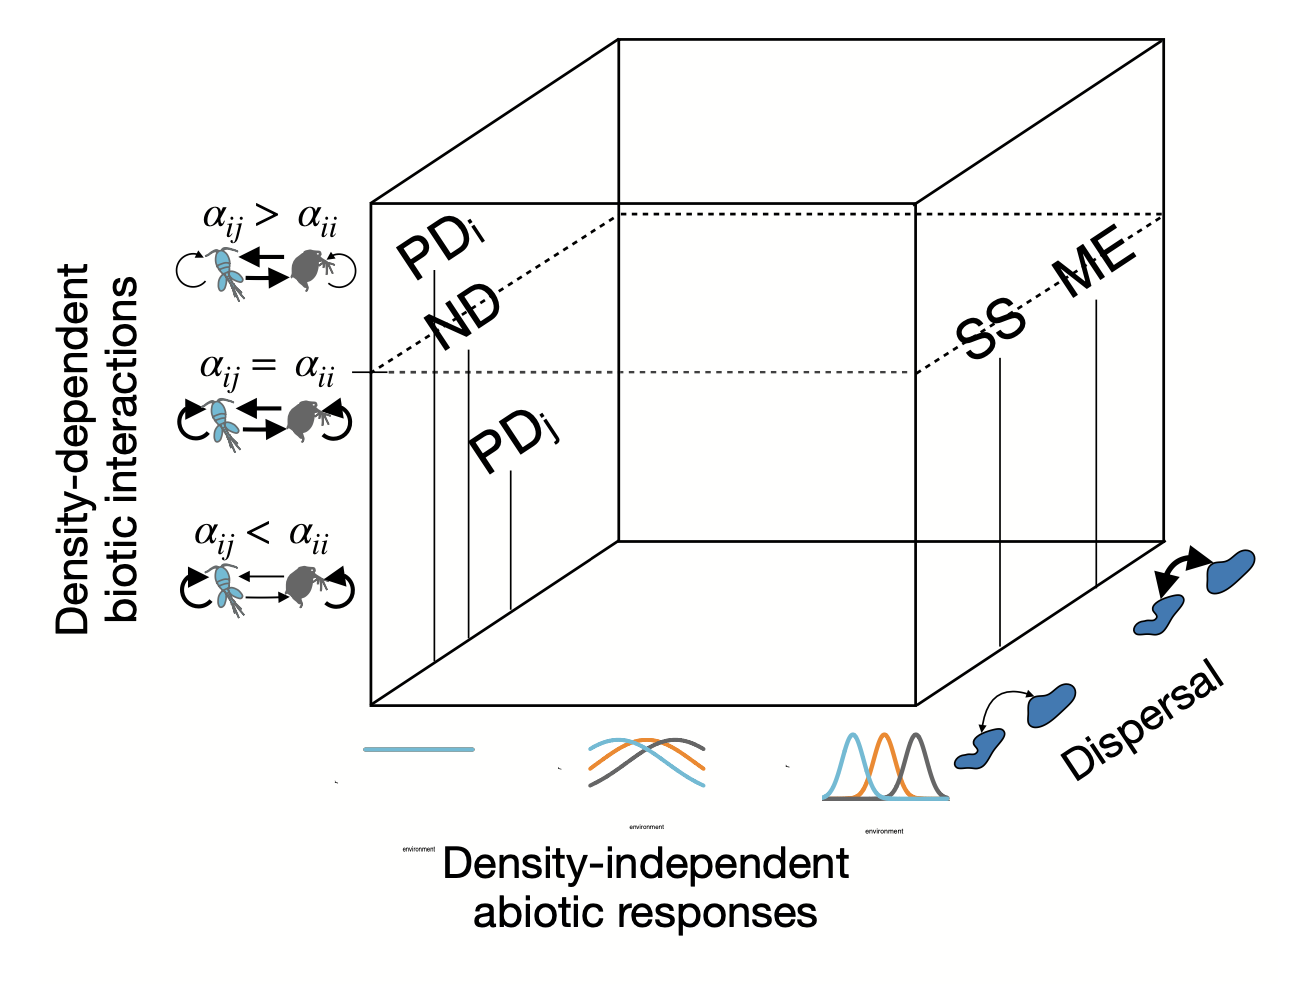 α_ij > α_ii
α_ij = α_ii
α_ij < α_ii
Density-dependent
biotic interactions
PD_i
ND
PD_j
SS
ME
Dispersal
environment
environment
environment
Density-independent
abiotic responses